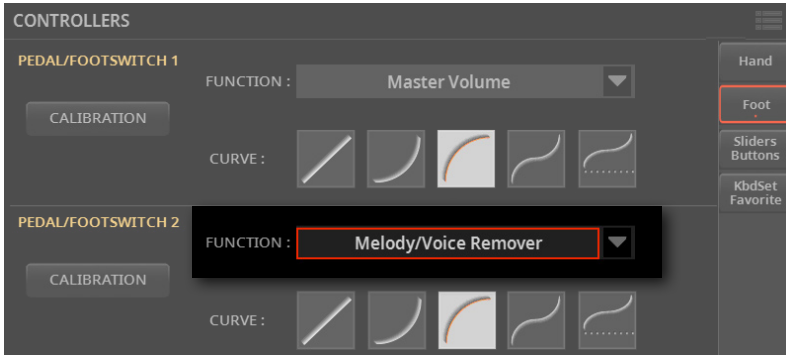 CONTROLLERS
PEDAL/FOOTSWITCH 1
FUNCTION :
Master Volume
CALIBRATION
CURVE :
PEDAL/FOOTSWITCH 2
FUNCTION :
Melody/Voice Remover
CALIBRATION
CURVE :
Hand
Foot
Sliders
Buttons
KbdSet
Favorite